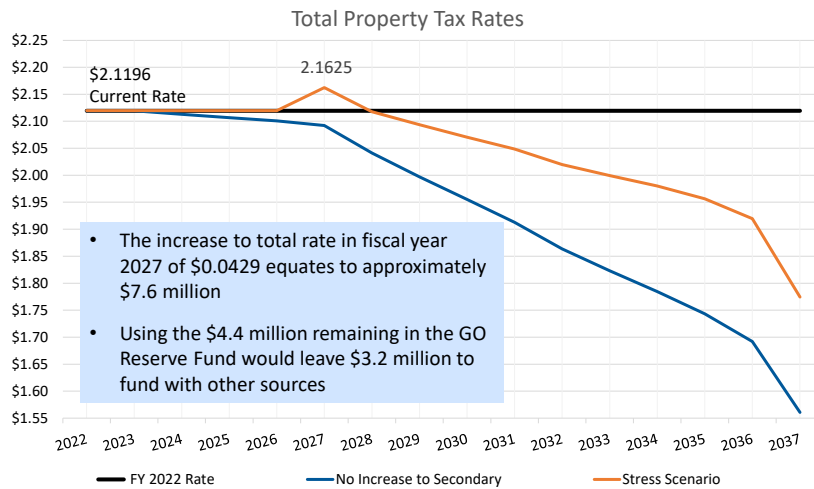 Total Property Tax Rates
$2.25
$2.20
$2.15
$2.10
$2.05
$2.00
$1.95
$1.90
$1.85
$1.80
$1.75
$1.70
$1.65
$1.60
$1.55
$2.1196
Current Rate
2.1625
• The increase to total rate in fiscal year
2027 of $0.0429 equates to approximately
$7.6 million
• Using the $4.4 million remaining in the GO
Reserve Fund would leave $3.2 million to
fund with other sources
2022 2023 2024 2025 2026 2027 2028 2029 2030 2031 2032 2033 2034 2035 2036 2037
FY 2022 Rate No Increase to Secondary Stress Scenario